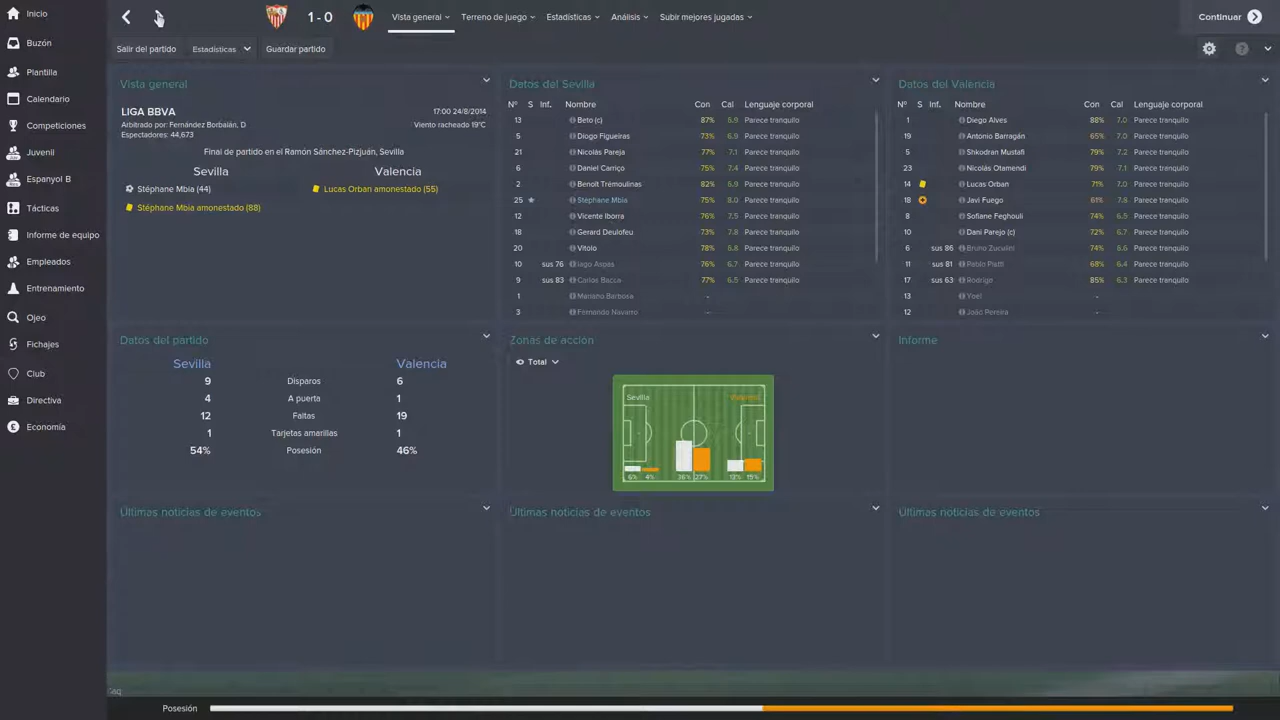 Inicio
Buzón
Plantilla
Calendario
Competiciones
Juvenil
Espanyol B
Tácticas
Informe de equipo
Empleados
Entrenamiento
Ojeo
Fichajes
Club
Directiva
Economía
1 - 0
Vista general
Terreno de juego
Estadísticas
Análisis
Subir mejores jugadas
Continuar
Salir del partido
Estadísticas
Guardar partido
Vista general
LIGA BBVA
17:00 24/8/2014
Arbitrado por: Fernández Borbalán, D
Viento racheado 19°C
Espectadores: 44,673
Final de partido en el Ramón Sánchez-Pizjuán, Sevilla
Sevilla Valencia
Stéphane Mbia (44) Lucas Orban amonestado (55)
Stéphane Mbia amonestado (88)
Datos del Sevilla
Nº S Inf. Nombre Con Cal Lenguaje corporal
13 Beto (c) 87% 6.9 Parece tranquilo
5 Diogo Figueiras 73% 6.9 Parece tranquilo
21 Nicolás Pareja 77% 7.1 Parece tranquilo
6 Daniel Carriço 75% 7.4 Parece tranquilo
2 Benoît Trémoulinas 82% 6.9 Parece tranquilo
25 Stéphane Mbia 75% 8.0 Parece tranquilo
12 Vicente Iborra 76% 7.5 Parece tranquilo
18 Gerard Deulofeu 73% 7.8 Parece tranquilo
20 Vitolo 78% 6.8 Parece tranquilo
10 sus 76 Iago Aspas 76% 6.7 Parece tranquilo
9 sus 83 Carlos Bacca 77% 6.5 Parece tranquilo
1 Mariano Barbosa -
3 Fernando Navarro -
Datos del Valencia
Nº S Inf. Nombre Con Cal Lenguaje corporal
1 Diego Alves 88% 7.0 Parece tranquilo
19 Antonio Barragán 65% 7.0 Parece tranquilo
5 Shkodran Mustafi 79% 7.2 Parece tranquilo
23 Nicolás Otamendi 79% 7.1 Parece tranquilo
14 Lucas Orban 71% 7.0 Parece tranquilo
18 Javi Fuego 61% 7.8 Parece tranquilo
8 Sofiane Feghouli 74% 6.5 Parece tranquilo
10 Dani Parejo (c) 72% 6.7 Parece tranquilo
6 sus 86 Bruno Zuculini 74% 6.6 Parece tranquilo
11 sus 81 Pablo Piatti 68% 6.4 Parece tranquilo
17 sus 63 Rodrigo 85% 6.3 Parece tranquilo
13 Yoel -
12 João Pereira -
Datos del partido
Sevilla Valencia
9 Disparos 6
4 A puerta 1
12 Faltas 19
1 Tarjetas amarillas 1
54% Posesión 46%
Zonas de acción
Total
Sevilla Valencia
6% 4% 36% 27% 13% 15%
Informe
Últimas noticias de eventos
Últimas noticias de eventos
Últimas noticias de eventos
Posesión